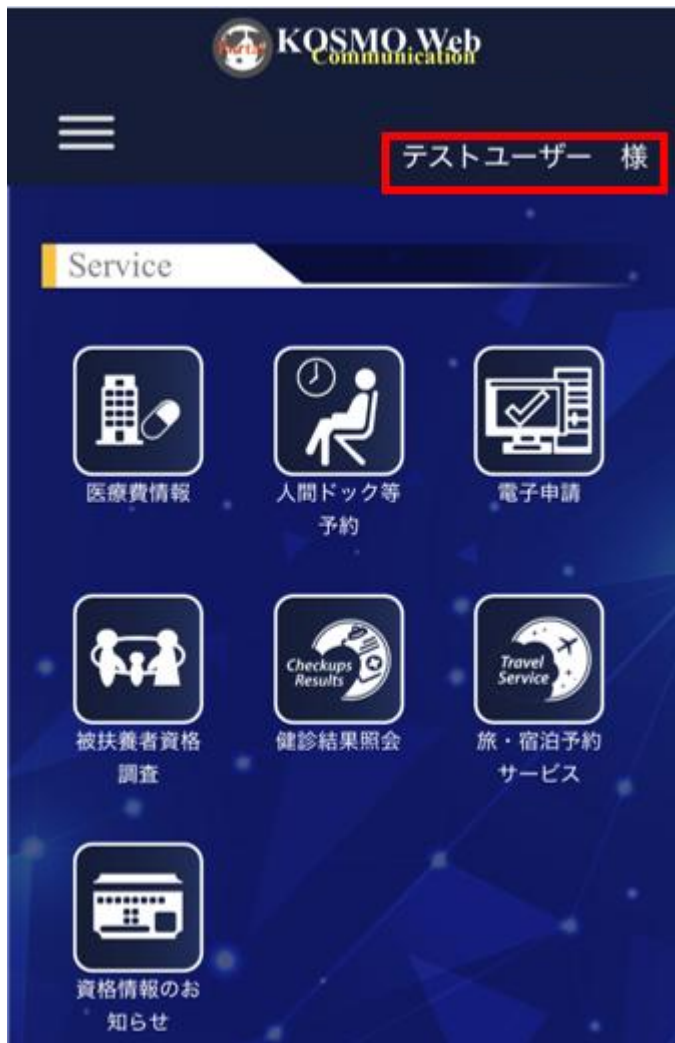 Portal
KOSMO Web
Communication
テストユーザー　様
Service
医療費情報
人間ドック等
予約
電子申請
被扶養者資格
調査
Checkups
Results
健診結果照会
Travel
Service
旅・宿泊予約
サービス
資格情報のお
知らせ